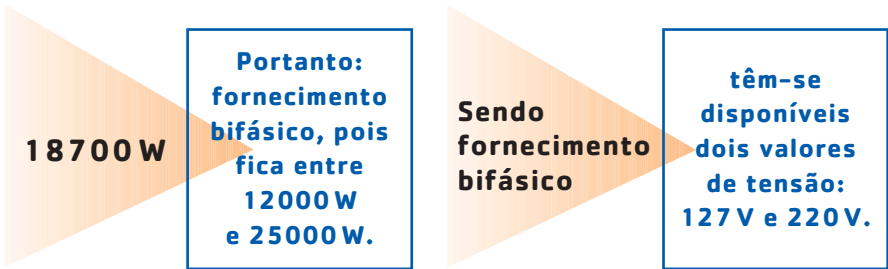 18700 W
Portanto:
fornecimento
bifásico, pois
fica entre
12000 W
e 25000 W.
Sendo
fornecimento
bifásico
têm-se
disponíveis
dois valores
de tensão:
127 V e 220 V.